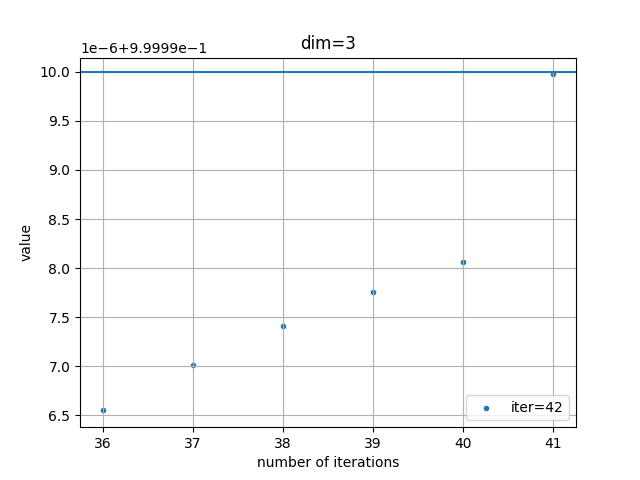 dim=3
1e−6+9.9999e−1
10.0
9.5
9.0
8.5
8.0
7.5
7.0
6.5
value
iter=42
36 37 38 39 40 41
number of iterations